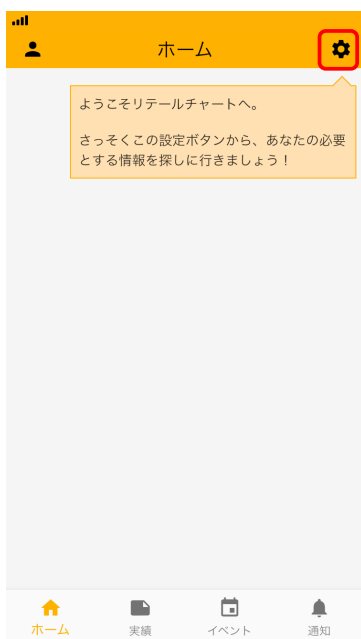 ホーム
ようこそリテールチャートへ。
さっそくこの設定ボタンから、あなたの必要
とする情報を探しに行きましょう！
ホーム
実績
イベント
通知